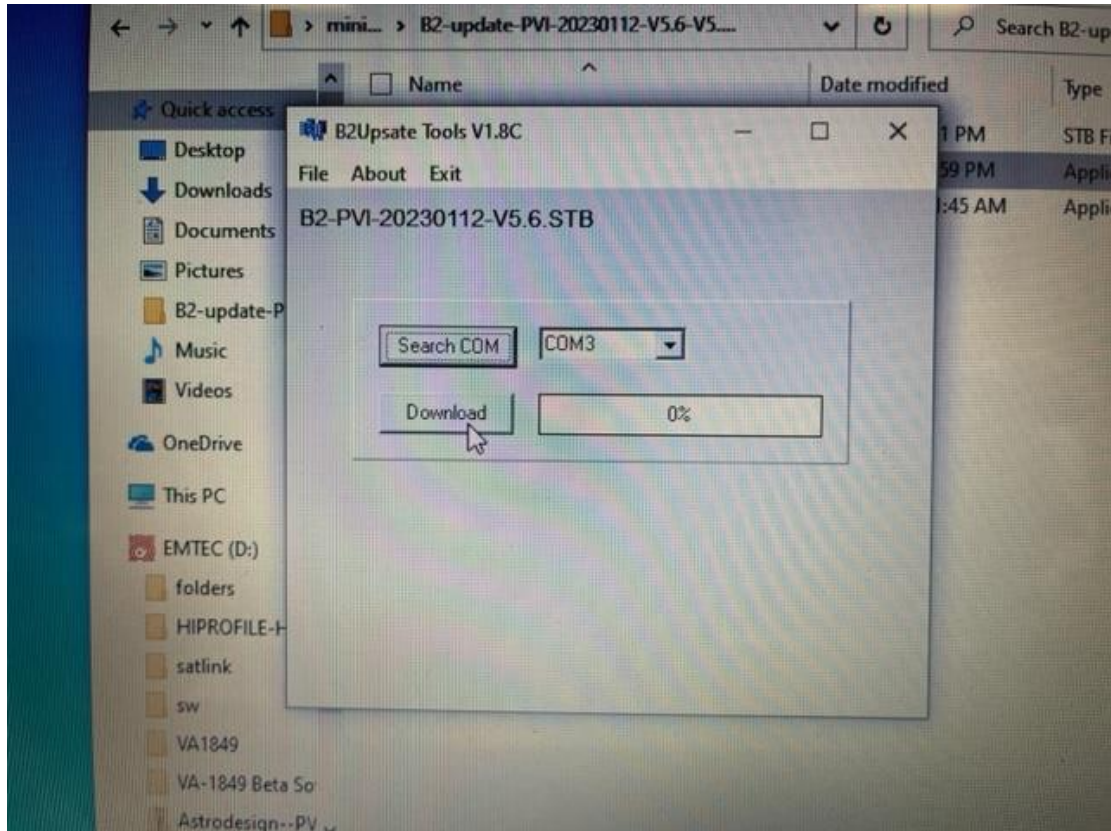 mini... > B2-update-PVI-20230112-V5.6-V5....
Search B2-up
Name
Date modified
Type
Quick access
Desktop
Downloads
Documents
Pictures
B2-update-P
Music
Videos
OneDrive
This PC
EMTEC (D:)
folders
HIPROFILE-H
satlink
sw
VA1849
VA-1849 Beta So
Astrodesign--PV
B2Upsate Tools V1.8C
File About Exit
B2-PVI-20230112-V5.6.STB
Search COM
COM3
Download
0%
1 PM STB F
59 PM Appli
:45 AM Appli